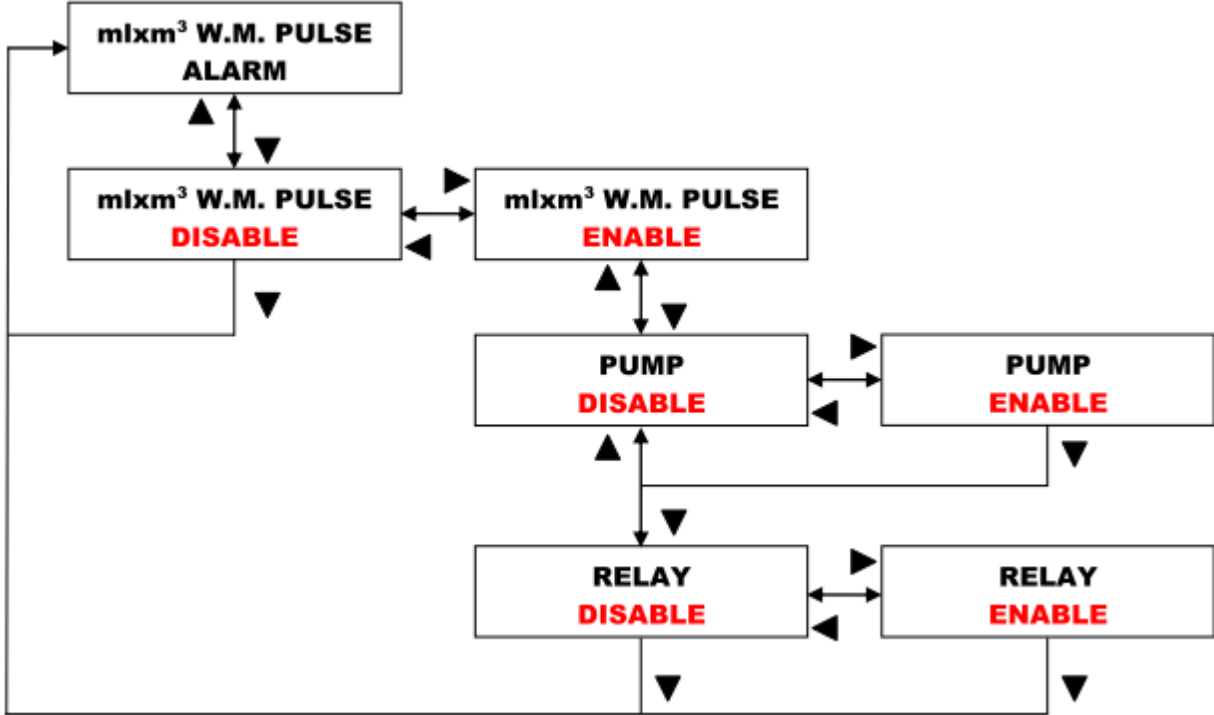 mlxm³ W.M. PULSE
ALARM
mlxm³ W.M. PULSE
DISABLE
mlxm³ W.M. PULSE
ENABLE
PUMP
DISABLE
PUMP
ENABLE
RELAY
DISABLE
RELAY
ENABLE